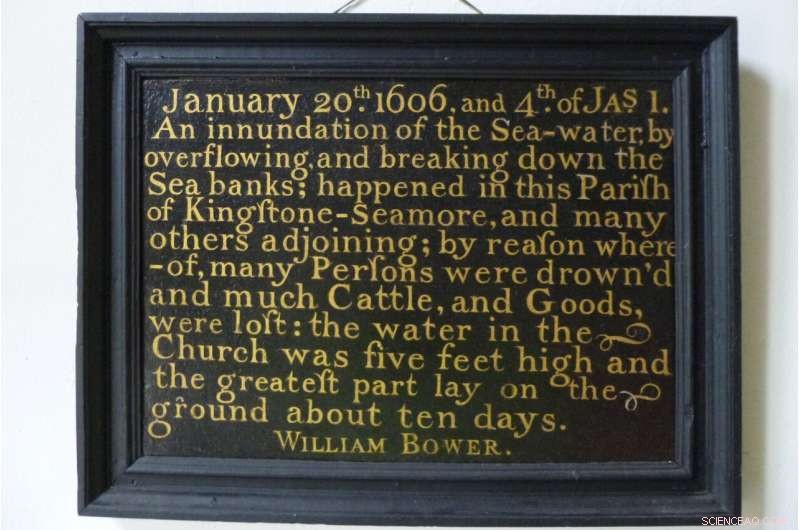 January 20th. 1606, and 4th. of JAs 1.
An innundation of the Sea-water, by
overflowing, and breaking down the
Sea banks; happened in this Pariſh
of Kingſtone-Seamore, and many
others adjoining; by reaſon where
-of, many Perſons were drown'd
and much Cattle, and Goods,
were loſt: the water in the
Church was five feet high and
the greateſt part lay on the
ground about ten days.
WILLIAM BOWER.
SCIENCEAQ.COM